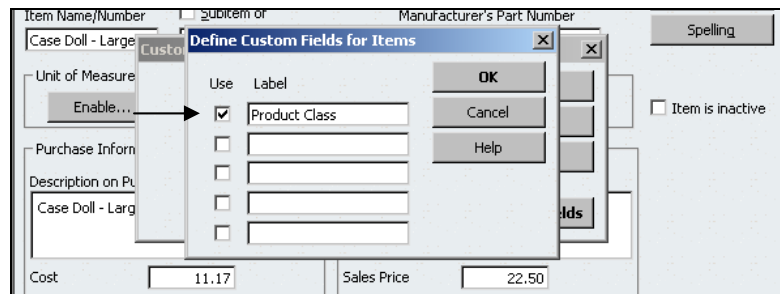 Item Name/Number
Subitem of
Manufacturer's Part Number
Case Doll - Large
Spelling
Custo
Define Custom Fields for Items
Unit of Measure
Enable...
Use Label
OK
Product Class
Cancel
Help
Item is inactive
Purchase Inform
Description on Pu
Case Doll - Larg
lds
Cost
11.17
Sales Price
22.50